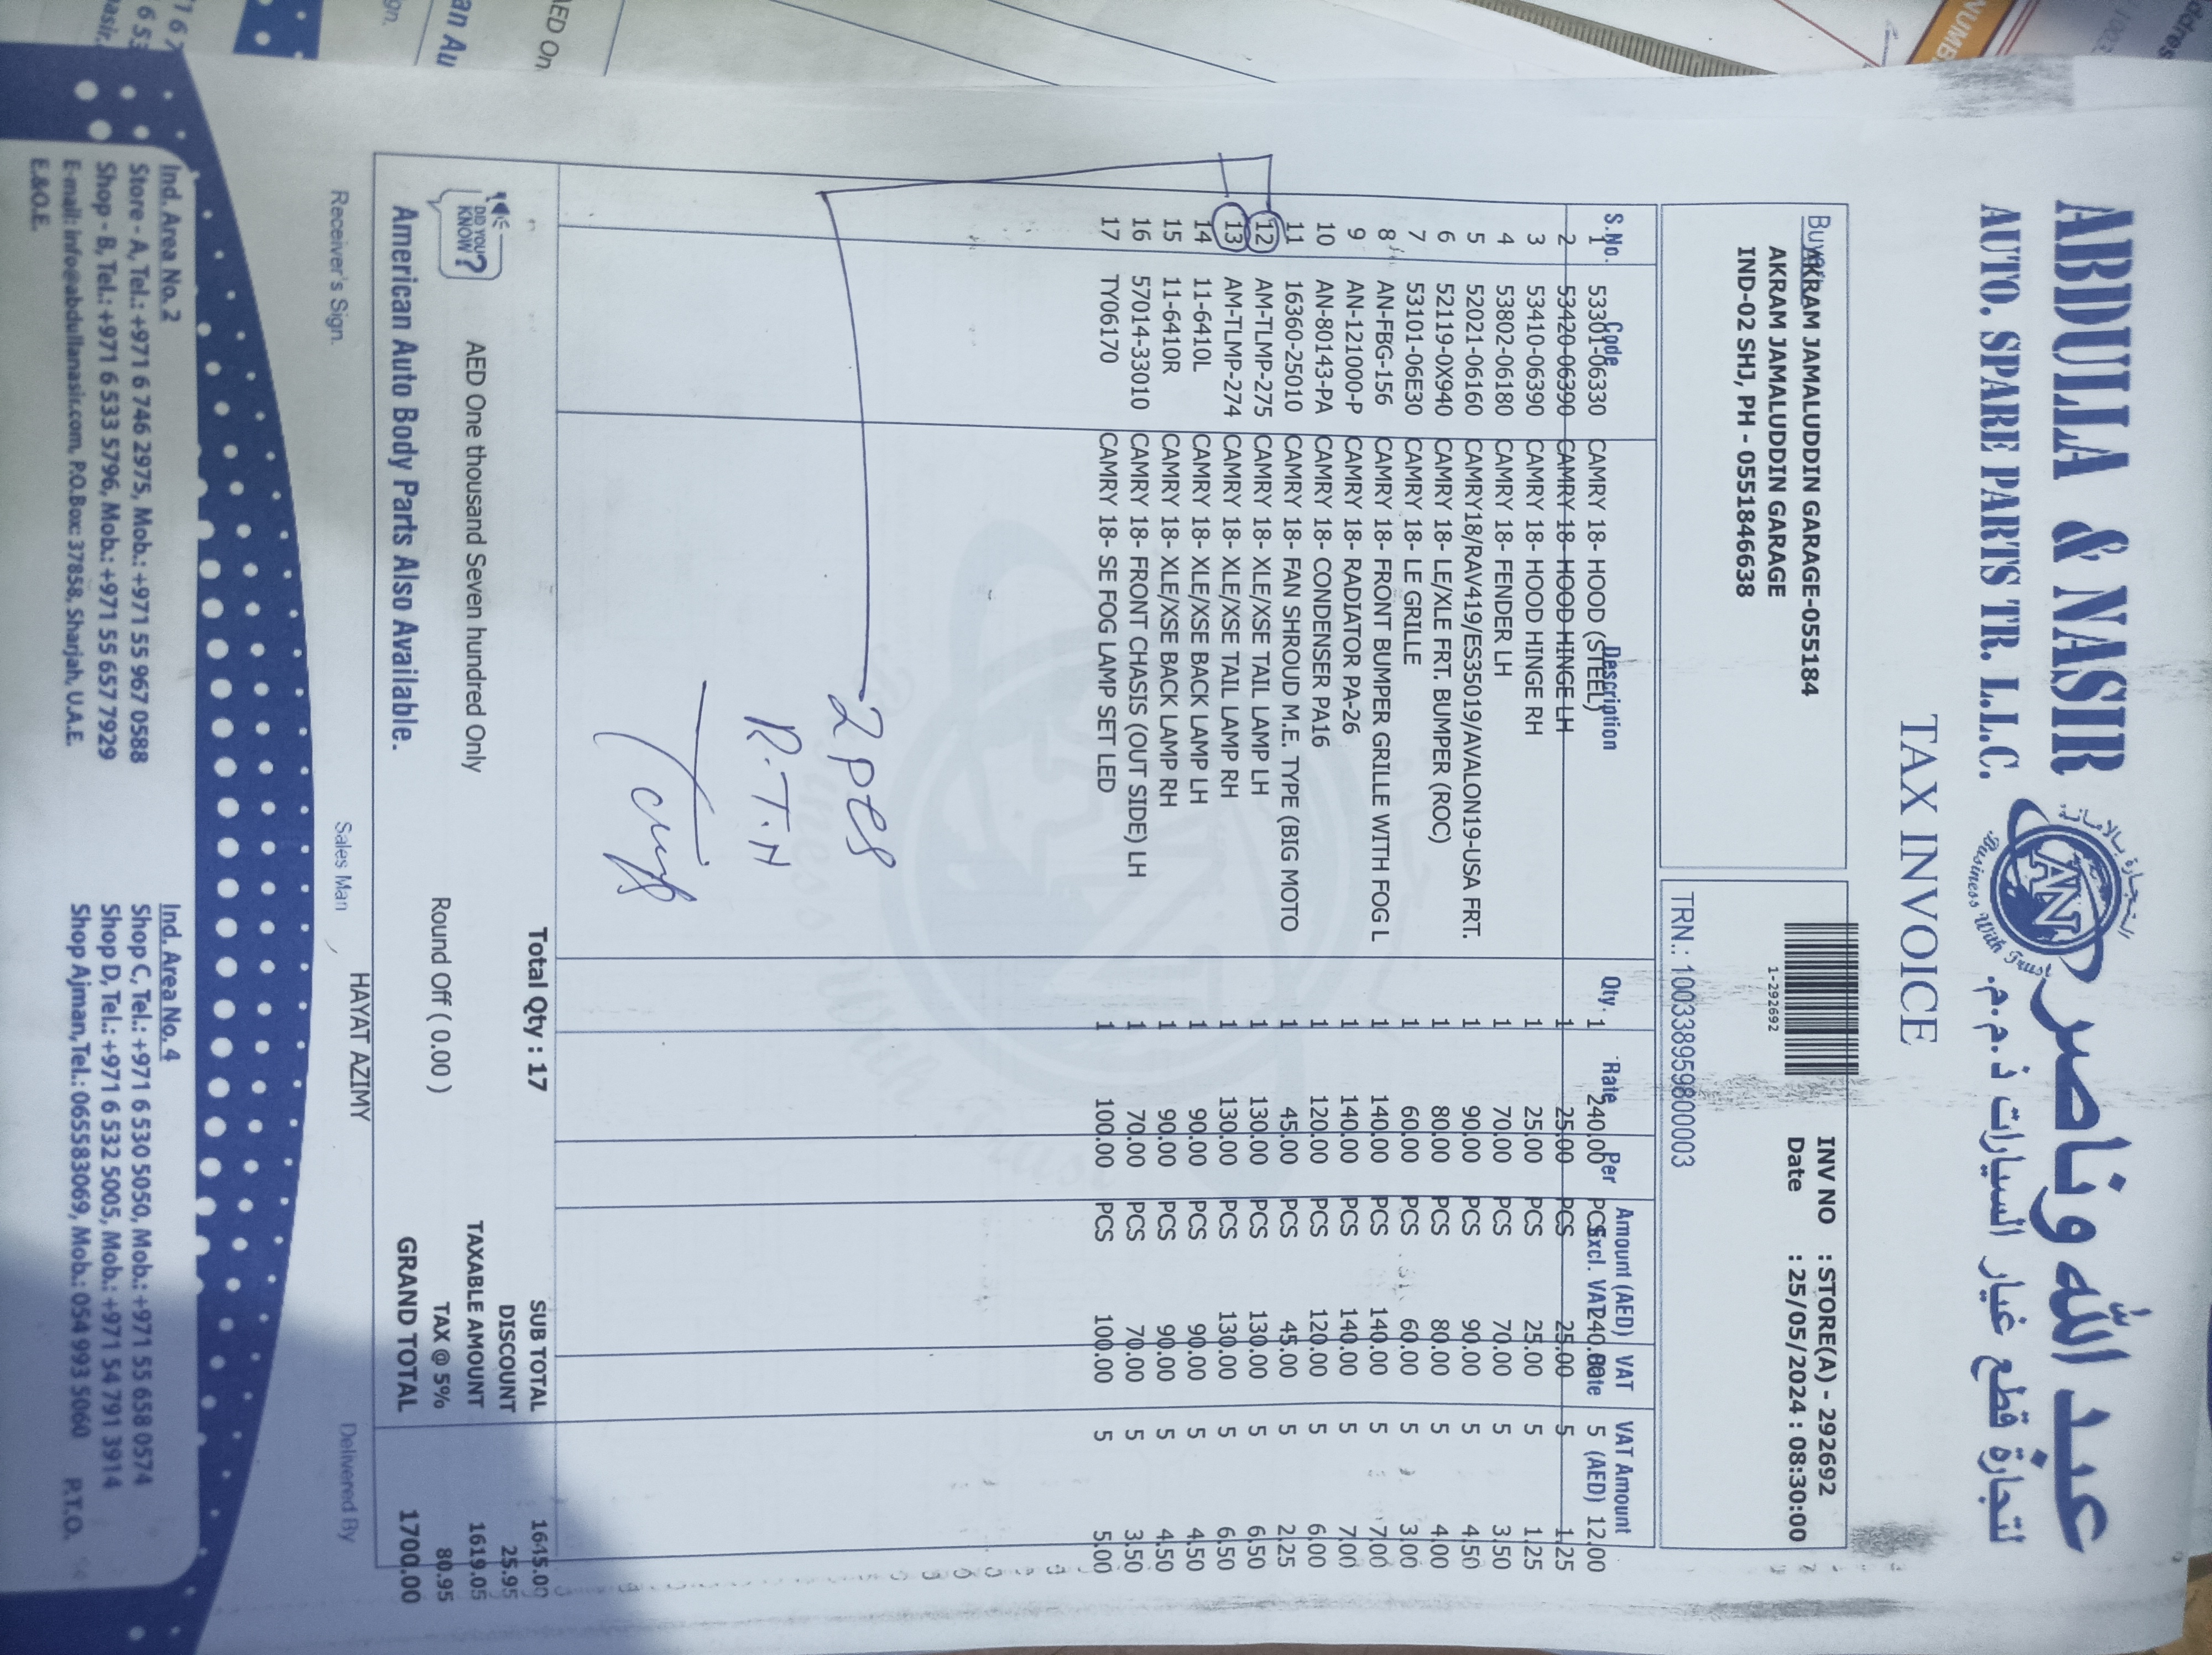 ABDULLA & NASIR عبد الله وناصر
AUTO. SPARE PARTS TR. L.L.C. لتجارة قطع غيار السيارات ذ.م.م.
التجارة بالأمانة
AN
Business With Trust
TAX INVOICE
Buyer
AKRAM JAMALUDDIN GARAGE-055184
AKRAM JAMALUDDIN GARAGE
IND-02 SHJ, PH - 0551846638
1-292692
INV NO : STORE(A) - 292692
Date : 25/05/2024 : 08:30:00
TRN.: 100338959800003
S.No. Code Description Qty. Rate Per Amount (AED) Excl. VAT VAT Rate VAT Amount (AED)
1 53301-06330 CAMRY 18- HOOD (STEEL) 1 240.00 PCS 240.00 5 12.00
2 53420-06390 CAMRY 18- HOOD HINGE LH 1 25.00 PCS 25.00 5 1.25
3 53410-06390 CAMRY 18- HOOD HINGE RH 1 25.00 PCS 25.00 5 1.25
4 53802-06180 CAMRY 18- FENDER LH 1 70.00 PCS 70.00 5 3.50
5 52021-06160 CAMRY18/RAV419/ES35019/AVALON19-USA FRT. 1 90.00 PCS 90.00 5 4.50
6 52119-0X940 CAMRY 18- LE/XLE FRT. BUMPER (ROC) 1 80.00 PCS 80.00 5 4.00
7 53101-06E30 CAMRY 18- LE GRILLE 1 60.00 PCS 60.00 5 3.00
8 AN-FBG-156 CAMRY 18- FRONT BUMPER GRILLE WITH FOG L 1 140.00 PCS 140.00 5 7.00
9 AN-121000-P CAMRY 18- RADIATOR PA-26 1 140.00 PCS 140.00 5 7.00
10 AN-80143-PA CAMRY 18- CONDENSER PA16 1 120.00 PCS 120.00 5 6.00
11 16360-25010 CAMRY 18- FAN SHROUD M.E. TYPE (BIG MOTO 1 45.00 PCS 45.00 5 2.25
12 AM-TLMP-275 CAMRY 18- XLE/XSE TAIL LAMP LH 1 130.00 PCS 130.00 5 6.50
13 AM-TLMP-274 CAMRY 18- XLE/XSE TAIL LAMP RH 1 130.00 PCS 130.00 5 6.50
14 11-6410L CAMRY 18- XLE/XSE BACK LAMP LH 1 90.00 PCS 90.00 5 4.50
15 11-6410R CAMRY 18- XLE/XSE BACK LAMP RH 1 90.00 PCS 90.00 5 4.50
16 57014-33010 CAMRY 18- FRONT CHASIS (OUT SIDE) LH 1 70.00 PCS 70.00 5 3.50
17 TY06170 CAMRY 18- SE FOG LAMP SET LED 1 100.00 PCS 100.00 5 5.00
2 pcs
R.T.N
Total Qty : 17
SUB TOTAL 1645.00
DISCOUNT 25.95
DID YOU KNOW?
AED One thousand Seven hundred Only
TAXABLE AMOUNT 1619.05
Round Off ( 0.00 )
TAX @ 5% 80.95
American Auto Body Parts Also Available.
GRAND TOTAL 1700.00
HAYAT AZIMY
Receiver's Sign. Sales Man Delivered By
Ind. Area No. 2
Store - A, Tel.: +971 6 746 2975, Mob.: +971 55 967 0588
Shop - B, Tel.: +971 6 533 5796, Mob.: +971 55 657 7929
E-mail: info@abdullanasir.com, P.O.Box: 37858, Sharjah, U.A.E.
E.&O.E.
Ind. Area No. 4
Shop C, Tel.: +971 6 530 5050, Mob.: +971 55 658 0574
Shop D, Tel.: +971 6 532 5005, Mob.: +971 54 791 3914
Shop Ajman, Tel.: 065583069, Mob.: 054 993 5060 P.T.O.
AED On
an Au